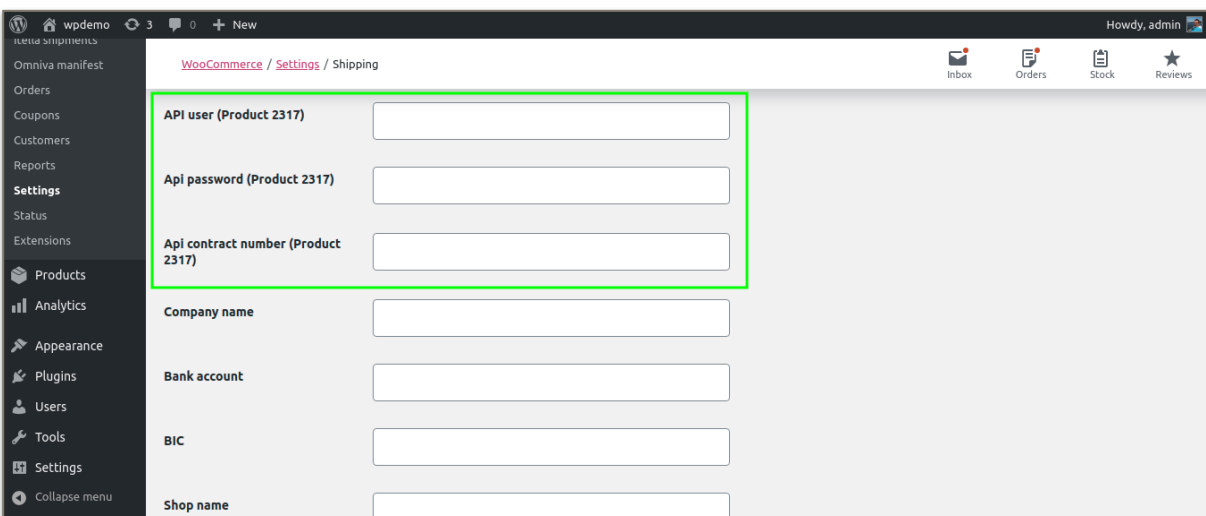 wpdemo 3 0 New Howdy, admin
Itella shipments
Omniva manifest
Orders
Coupons
Customers
Reports
Settings
Status
Extensions
Products
Analytics
Appearance
Plugins
Users
Tools
Settings
Collapse menu
WooCommerce / Settings / Shipping
Inbox
Orders
Stock
Reviews
API user (Product 2317)
Api password (Product 2317)
Api contract number (Product
2317)
Company name
Bank account
BIC
Shop name